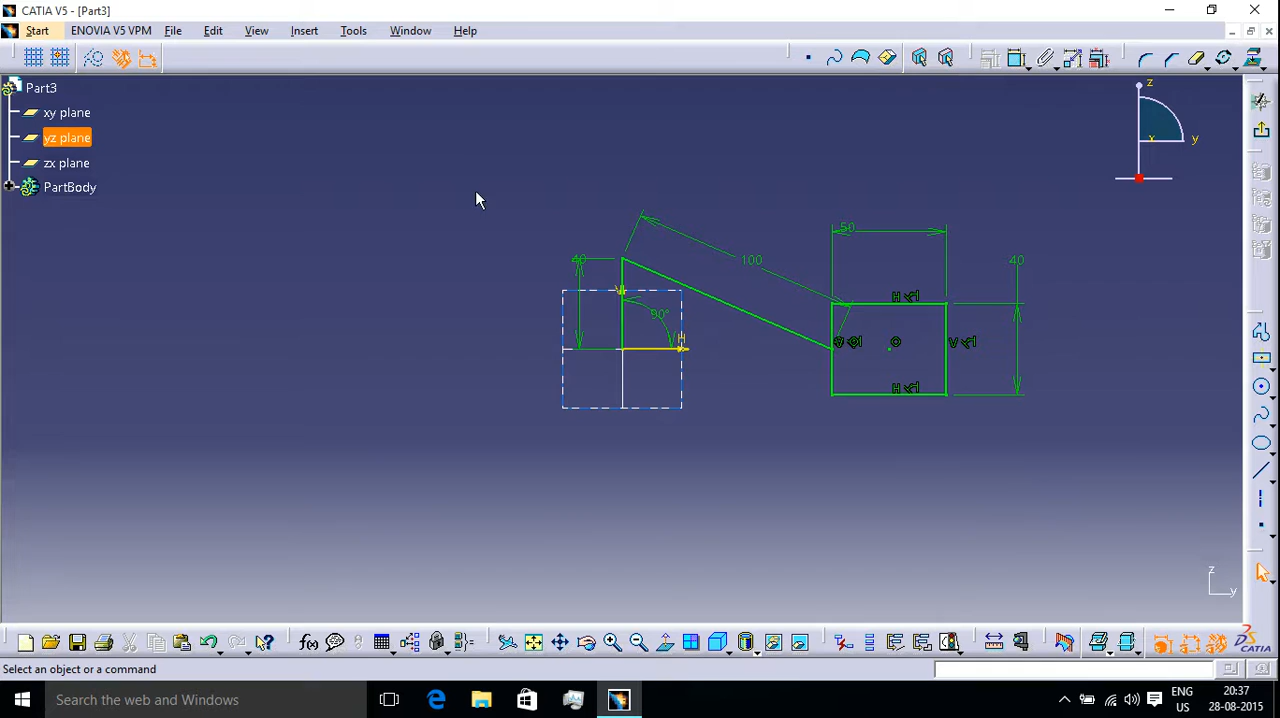 CATIA V5 - [Part3]
Start ENOVIA V5 VPM File Edit View Insert Tools Window Help
Part3
xy plane
yz plane
zx plane
PartBody
z
x
y
50
100
40
40
90°
H
V
H
V
H
z
y
f(x)
CATIA
Select an object or a command
Search the web and Windows
ENG
US
20:37
28-08-2015